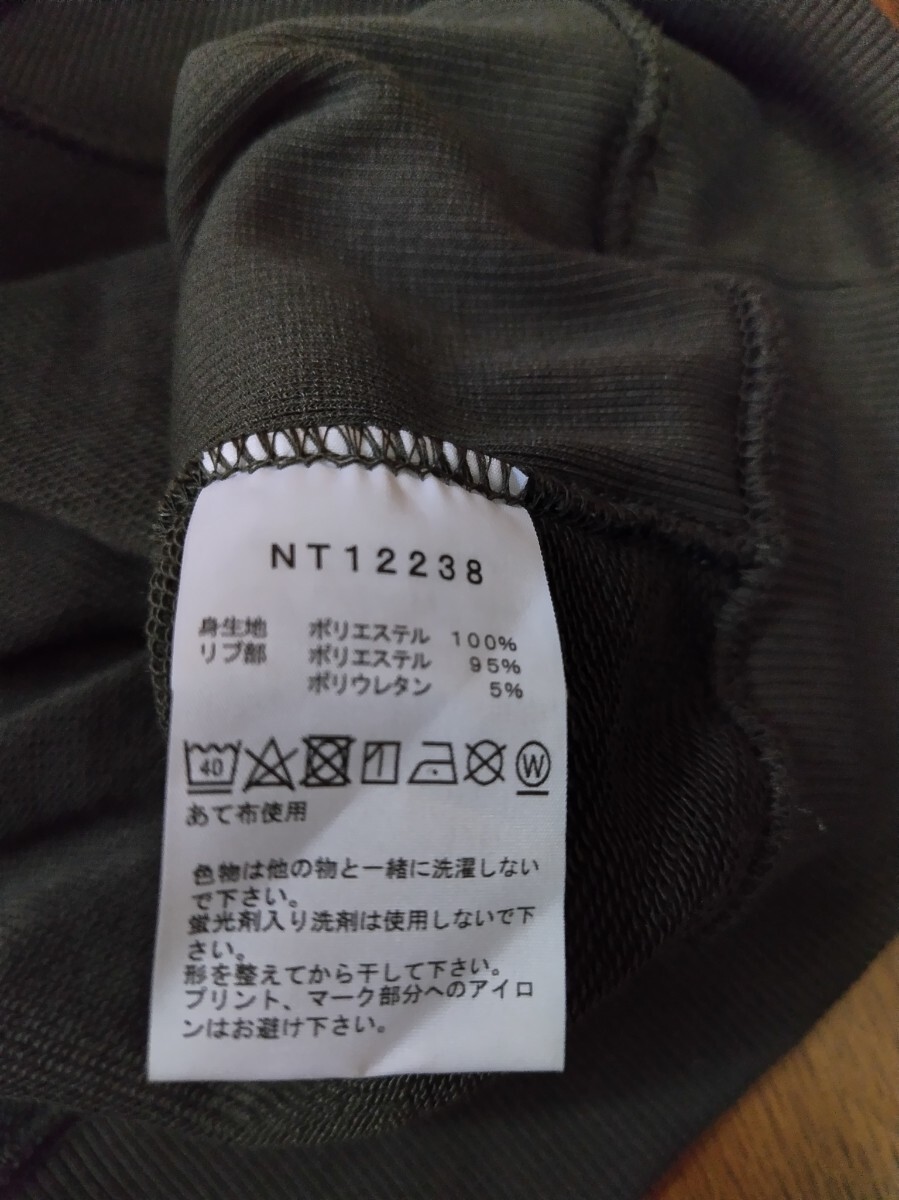 NT12238
身生地 ポリエステル 100%
リブ部 ポリエステル 95%
ポリウレタン 5%
40 W
あて布使用
色物は他の物と一緒に洗濯しない
で下さい。
蛍光剤入り洗剤は使用しないで下
さい。
形を整えてから干して下さい。
プリント、マーク部分へのアイロ
ンはお避け下さい。